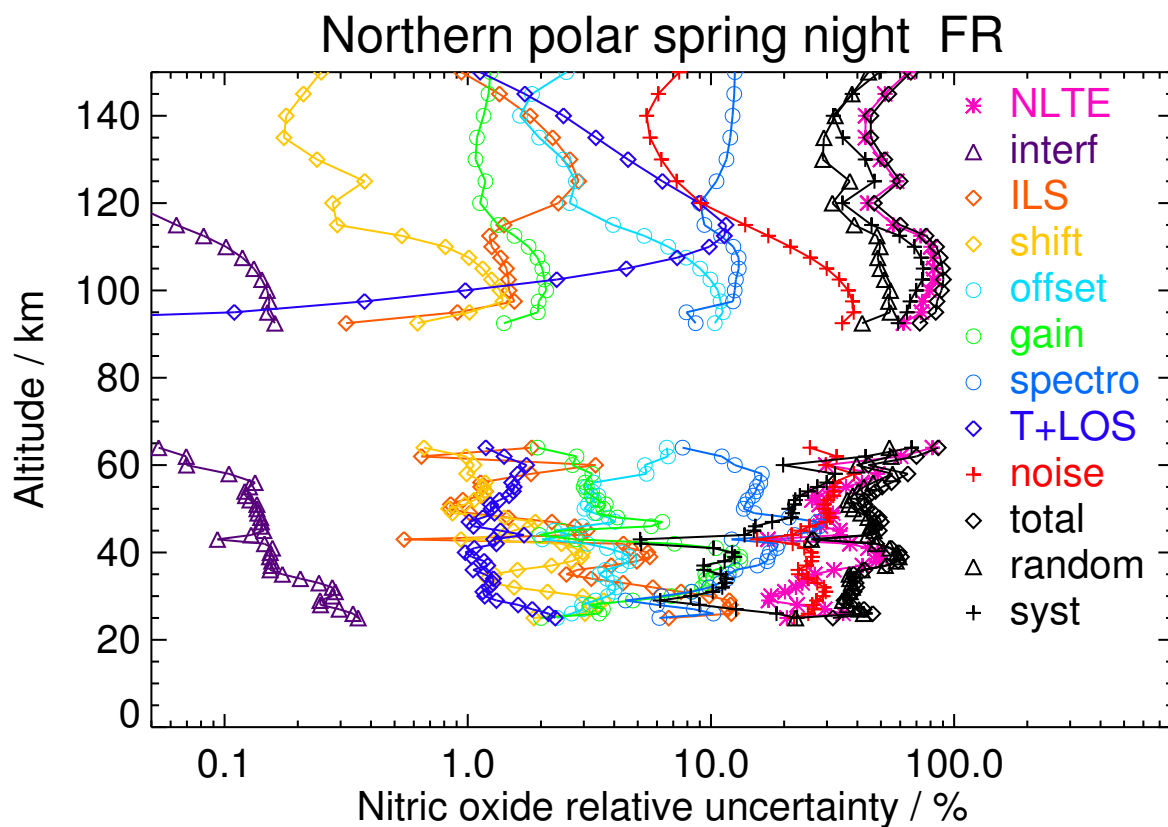 Northern polar spring night FR
Altitude / km
140
120
100
80
60
40
20
0
0.1
1.0
10.0
100.0
Nitric oxide relative uncertainty / %
NLTE
interf
ILS
shift
offset
gain
spectro
T+LOS
noise
total
random
syst